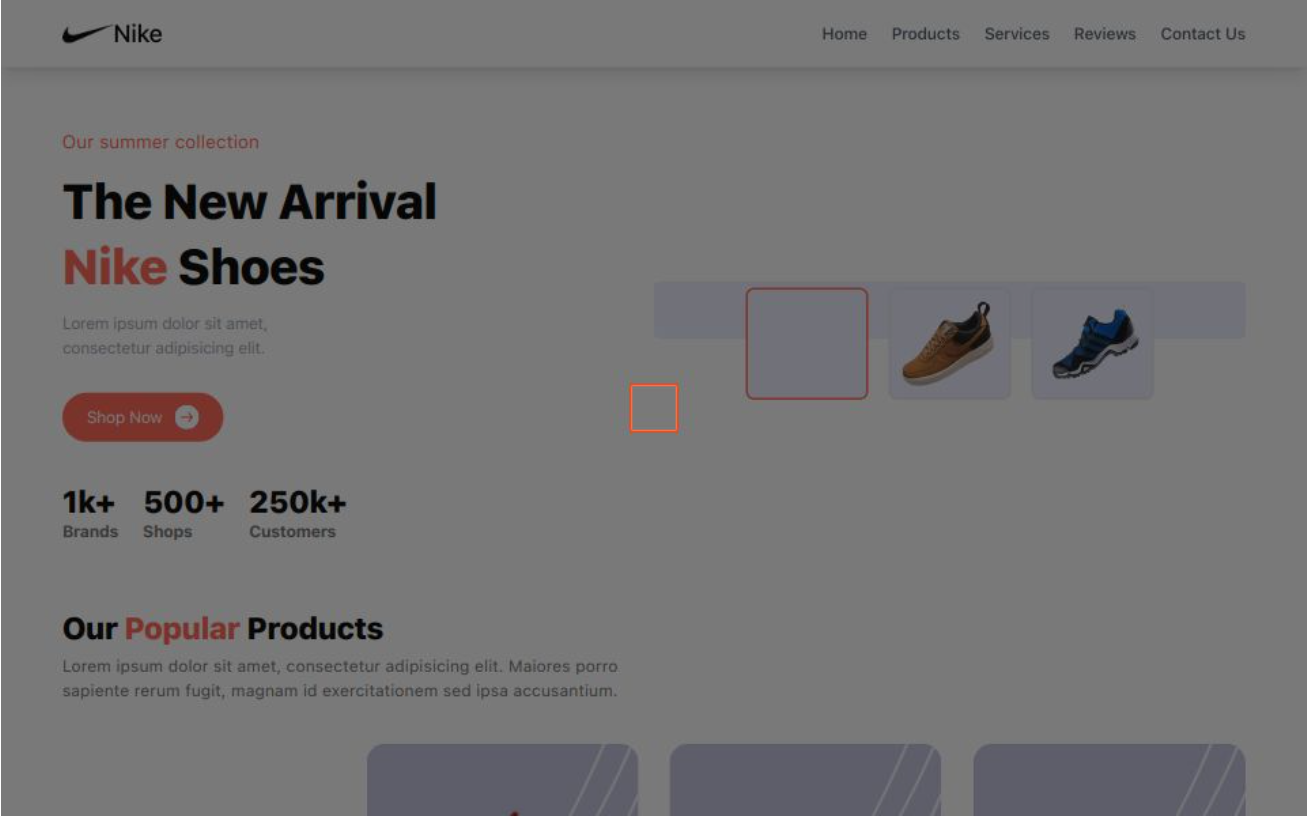 Nike
Home Products Services Reviews Contact Us
Our summer collection
The New Arrival
Nike Shoes
Lorem ipsum dolor sit amet,
consectetur adipisicing elit.
Shop Now
1k+ 500+ 250k+
Brands Shops Customers
Our Popular Products
Lorem ipsum dolor sit amet, consectetur adipisicing elit. Maiores porro
sapiente rerum fugit, magnam id exercitationem sed ipsa accusantium.